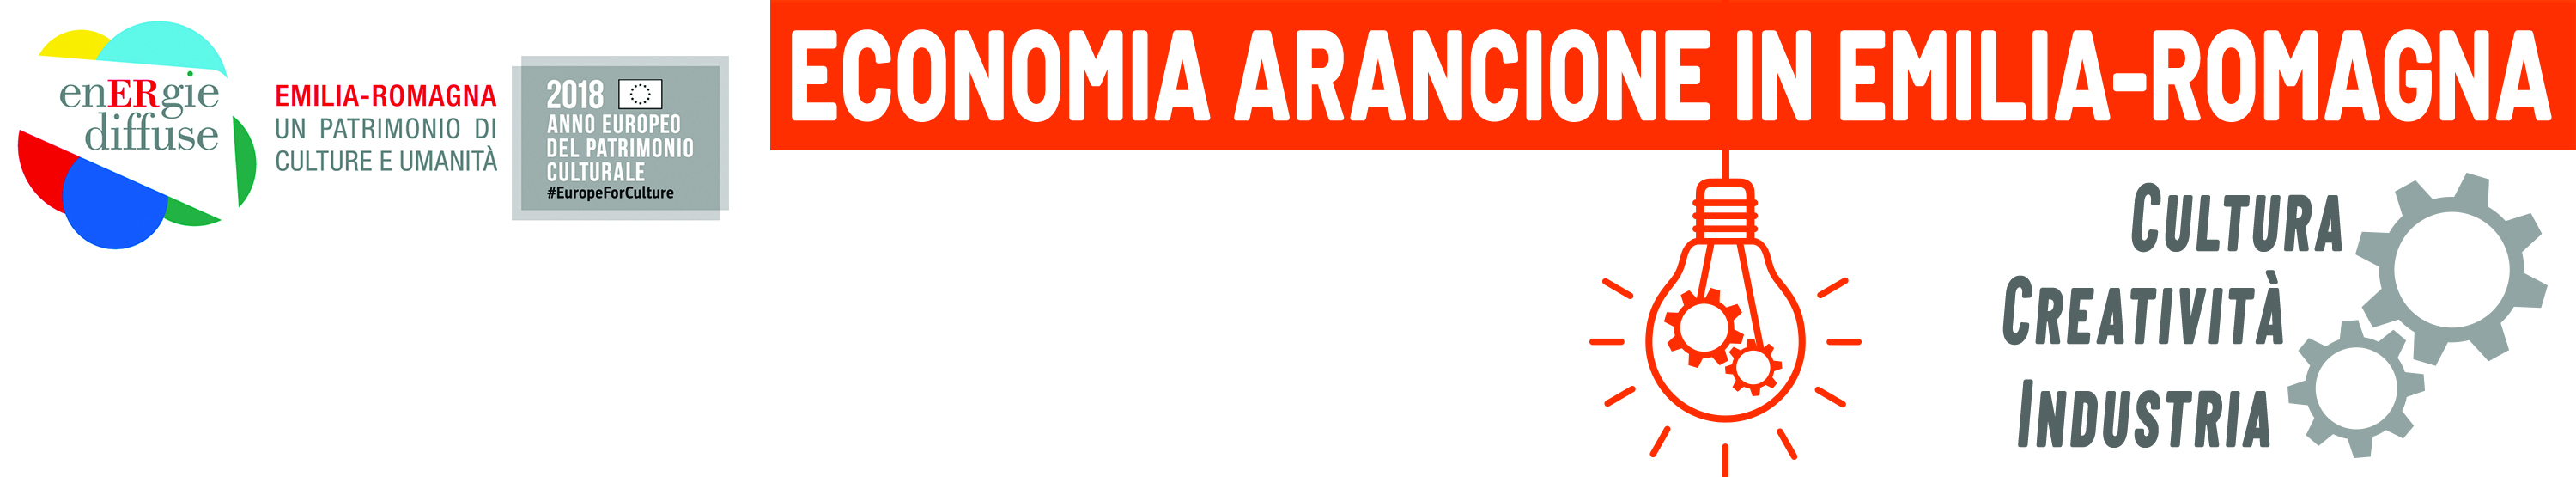 enERgie
diffuse
EMILIA-ROMAGNA
UN PATRIMONIO DI
CULTURE E UMANITÀ
2018
ANNO EUROPEO
DEL PATRIMONIO
CULTURALE
#EuropeForCulture
ECONOMIA ARANCIONE IN EMILIA-ROMAGNA
CULTURA
CREATIVITÀ
INDUSTRIA